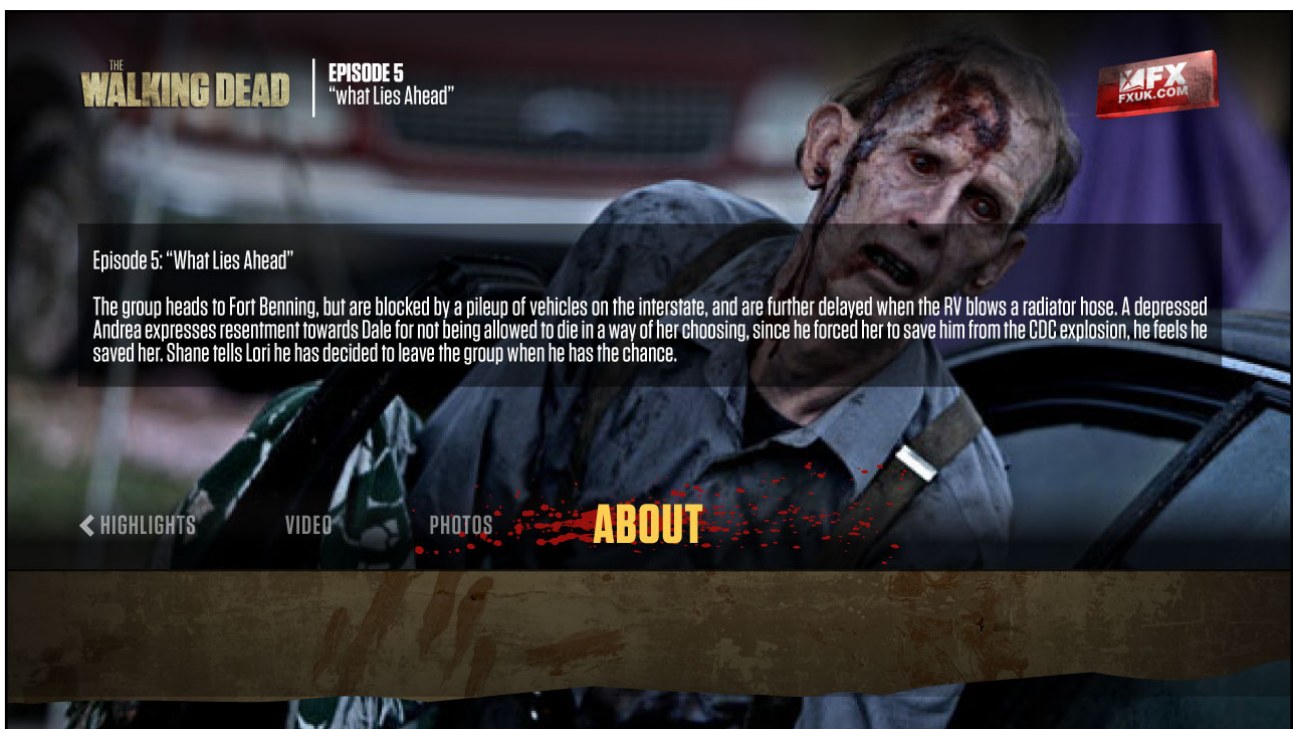 THE
WALKING DEAD
EPISODE 5
“what Lies Ahead”
FX
FXUK.COM
Episode 5: “What Lies Ahead”
The group heads to Fort Benning, but are blocked by a pileup of vehicles on the interstate, and are further delayed when the RV blows a radiator hose. A depressed
Andrea expresses resentment towards Dale for not being allowed to die in a way of her choosing, since he forced her to save him from the CDC explosion, he feels he
saved her. Shane tells Lori he has decided to leave the group when he has the chance.
HIGHLIGHTS VIDEO PHOTOS ABOUT